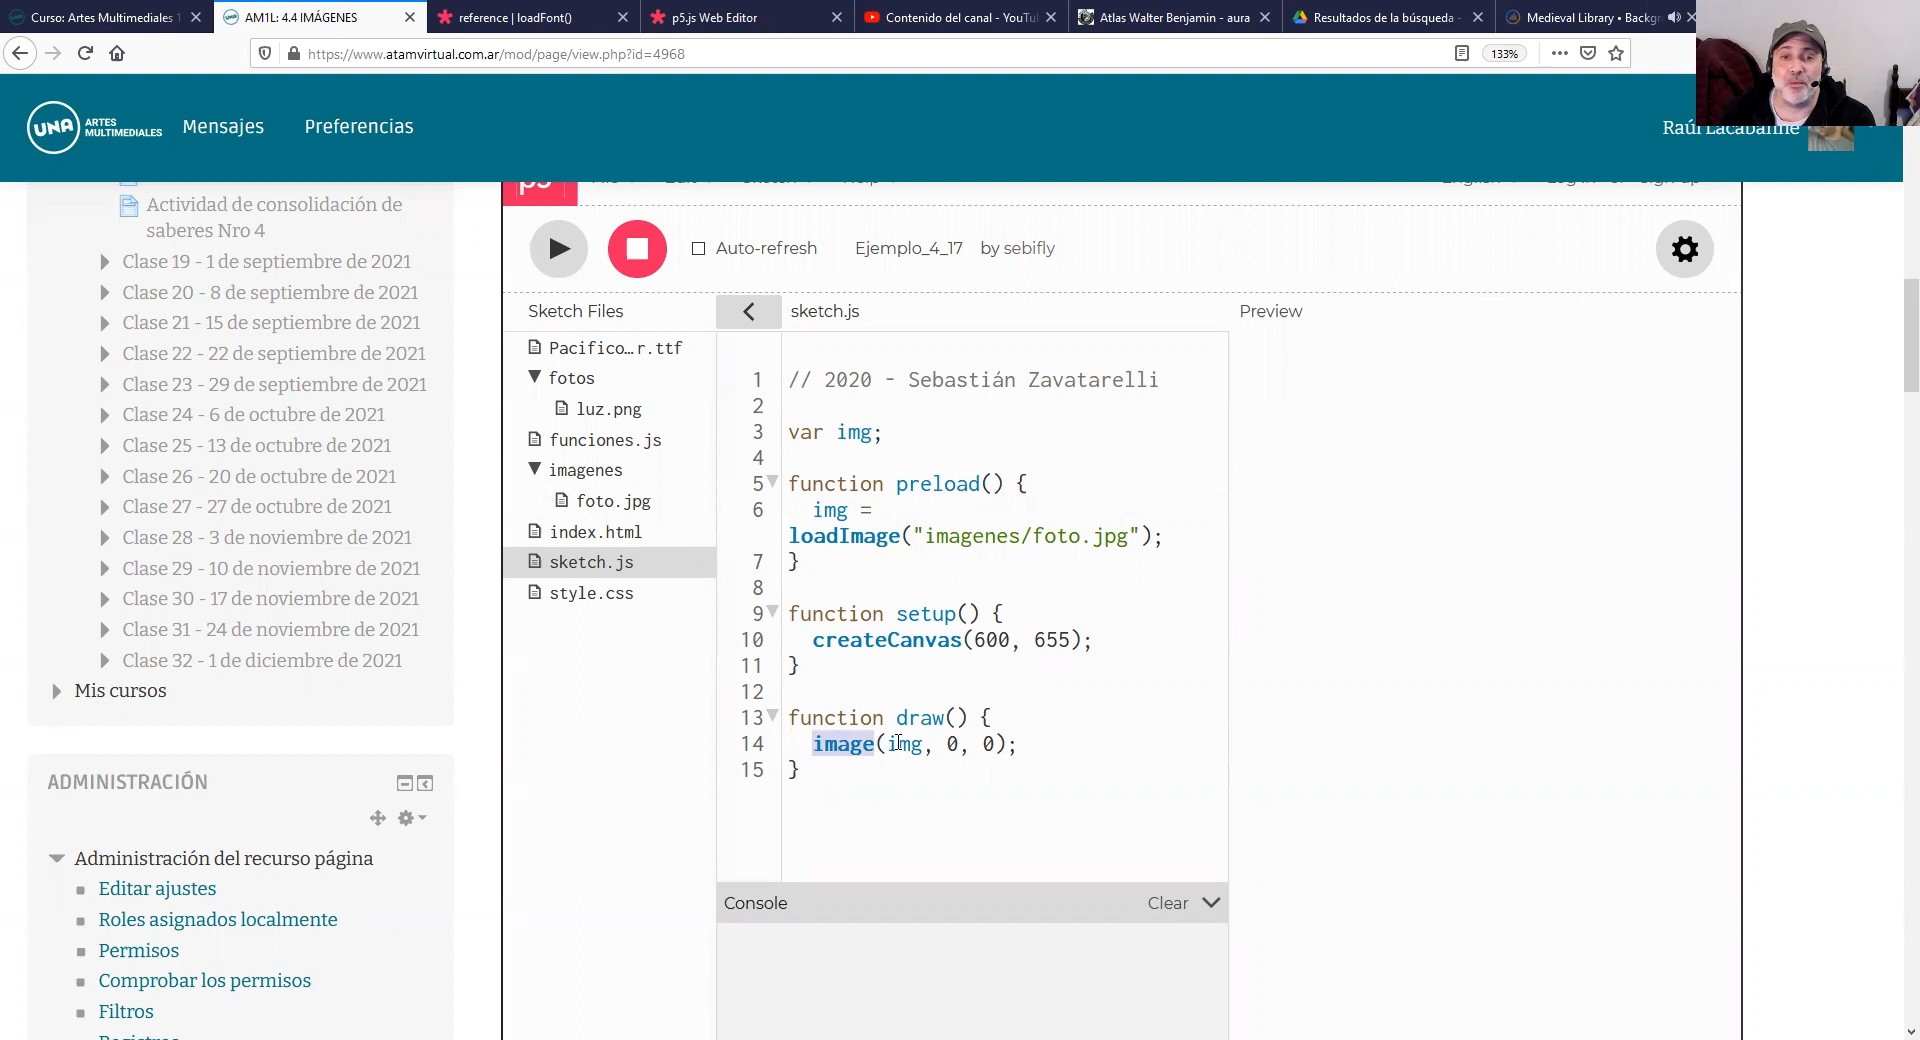 Curso: Artes Multimediales 1
AM1L: 4.4 IMÁGENES
reference | loadFont()
p5.js Web Editor
Contenido del canal - YouTu
Atlas Walter Benjamin - aura
Resultados de la búsqueda -
Medieval Library • Backgr
https://www.atamvirtual.com.ar/mod/page/view.php?id=4968
133%
UNA
ARTES
MULTIMEDIALES
Mensajes
Preferencias
Raúl Lacabanne
Actividad de consolidación de
saberes Nro 4
Clase 19 - 1 de septiembre de 2021
Clase 20 - 8 de septiembre de 2021
Clase 21 - 15 de septiembre de 2021
Clase 22 - 22 de septiembre de 2021
Clase 23 - 29 de septiembre de 2021
Clase 24 - 6 de octubre de 2021
Clase 25 - 13 de octubre de 2021
Clase 26 - 20 de octubre de 2021
Clase 27 - 27 de octubre de 2021
Clase 28 - 3 de noviembre de 2021
Clase 29 - 10 de noviembre de 2021
Clase 30 - 17 de noviembre de 2021
Clase 31 - 24 de noviembre de 2021
Clase 32 - 1 de diciembre de 2021
Mis cursos
ADMINISTRACIÓN
Administración del recurso página
Editar ajustes
Roles asignados localmente
Permisos
Comprobar los permisos
Filtros
p5
Auto-refresh
Ejemplo_4_17
by sebifly
Sketch Files
sketch.js
Preview
Pacifico…r.ttf
fotos
luz.png
funciones.js
imagenes
foto.jpg
index.html
sketch.js
style.css
1 // 2020 - Sebastián Zavatarelli
2
3 var img;
4
5 function preload() {
6 img =
loadImage("imagenes/foto.jpg");
7 }
8
9 function setup() {
10 createCanvas(600, 655);
11 }
12
13 function draw() {
14 image(img, 0, 0);
15 }
Console
Clear